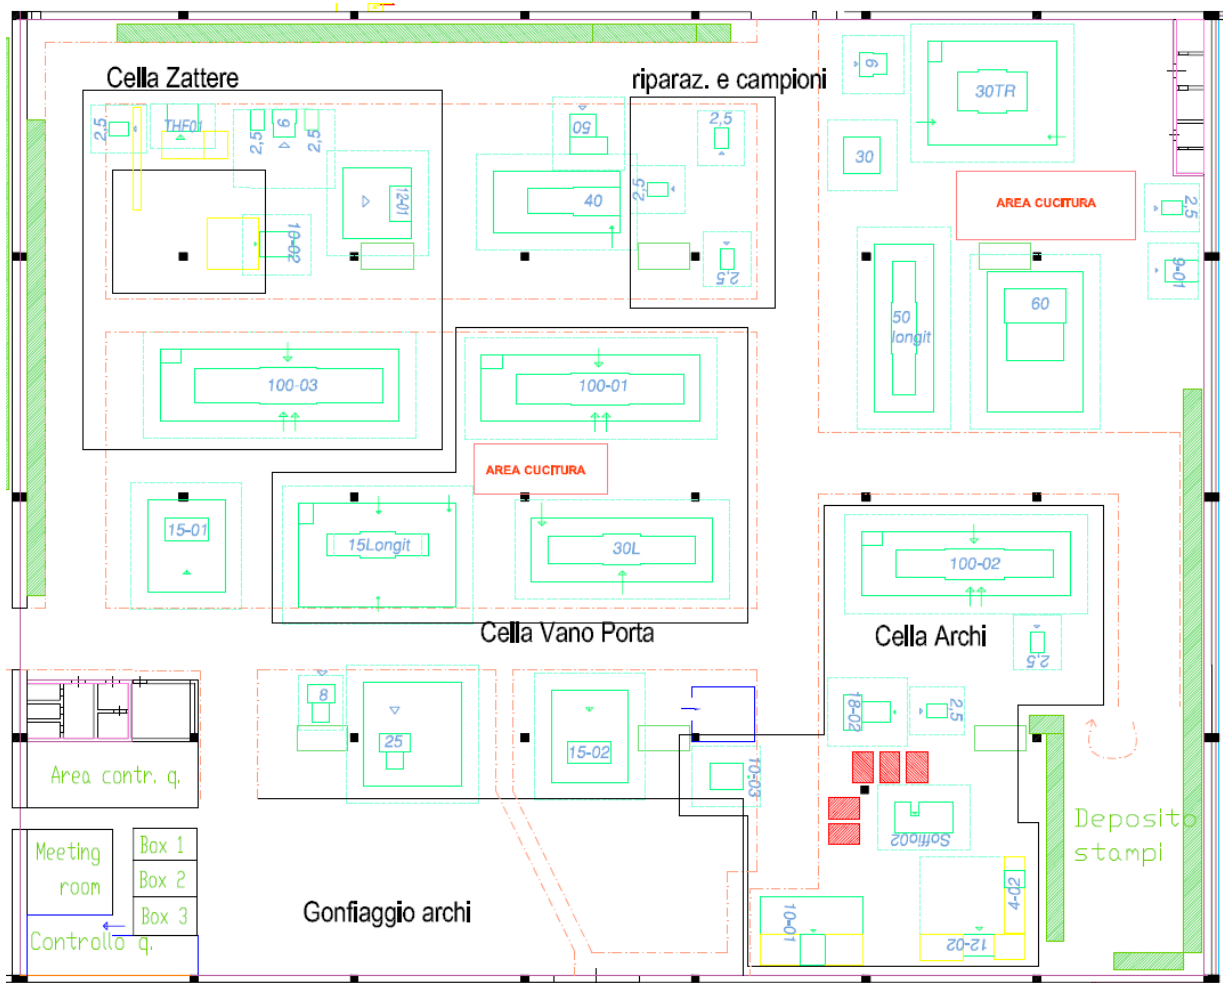 Cella Zattere
riparaz. e campioni
6
30TR
2,5
THF01
2,5
6
2,5
50
2,5
30
12-01
40
2,5
AREA CUCITURA
2,5
10-02
2,5
9-01
50
longit
60
100-03
100-01
AREA CUCITURA
15-01
15Longit
30L
100-02
Cella Vano Porta
Cella Archi
2,5
8
25
15-02
18-02
2,5
10-03
Area contr. q.
Soffio02
Deposito
stampi
Meeting
room
Box 1
Box 2
Box 3
Controllo q.
Gonfiaggio archi
10-01
4-02
12-02